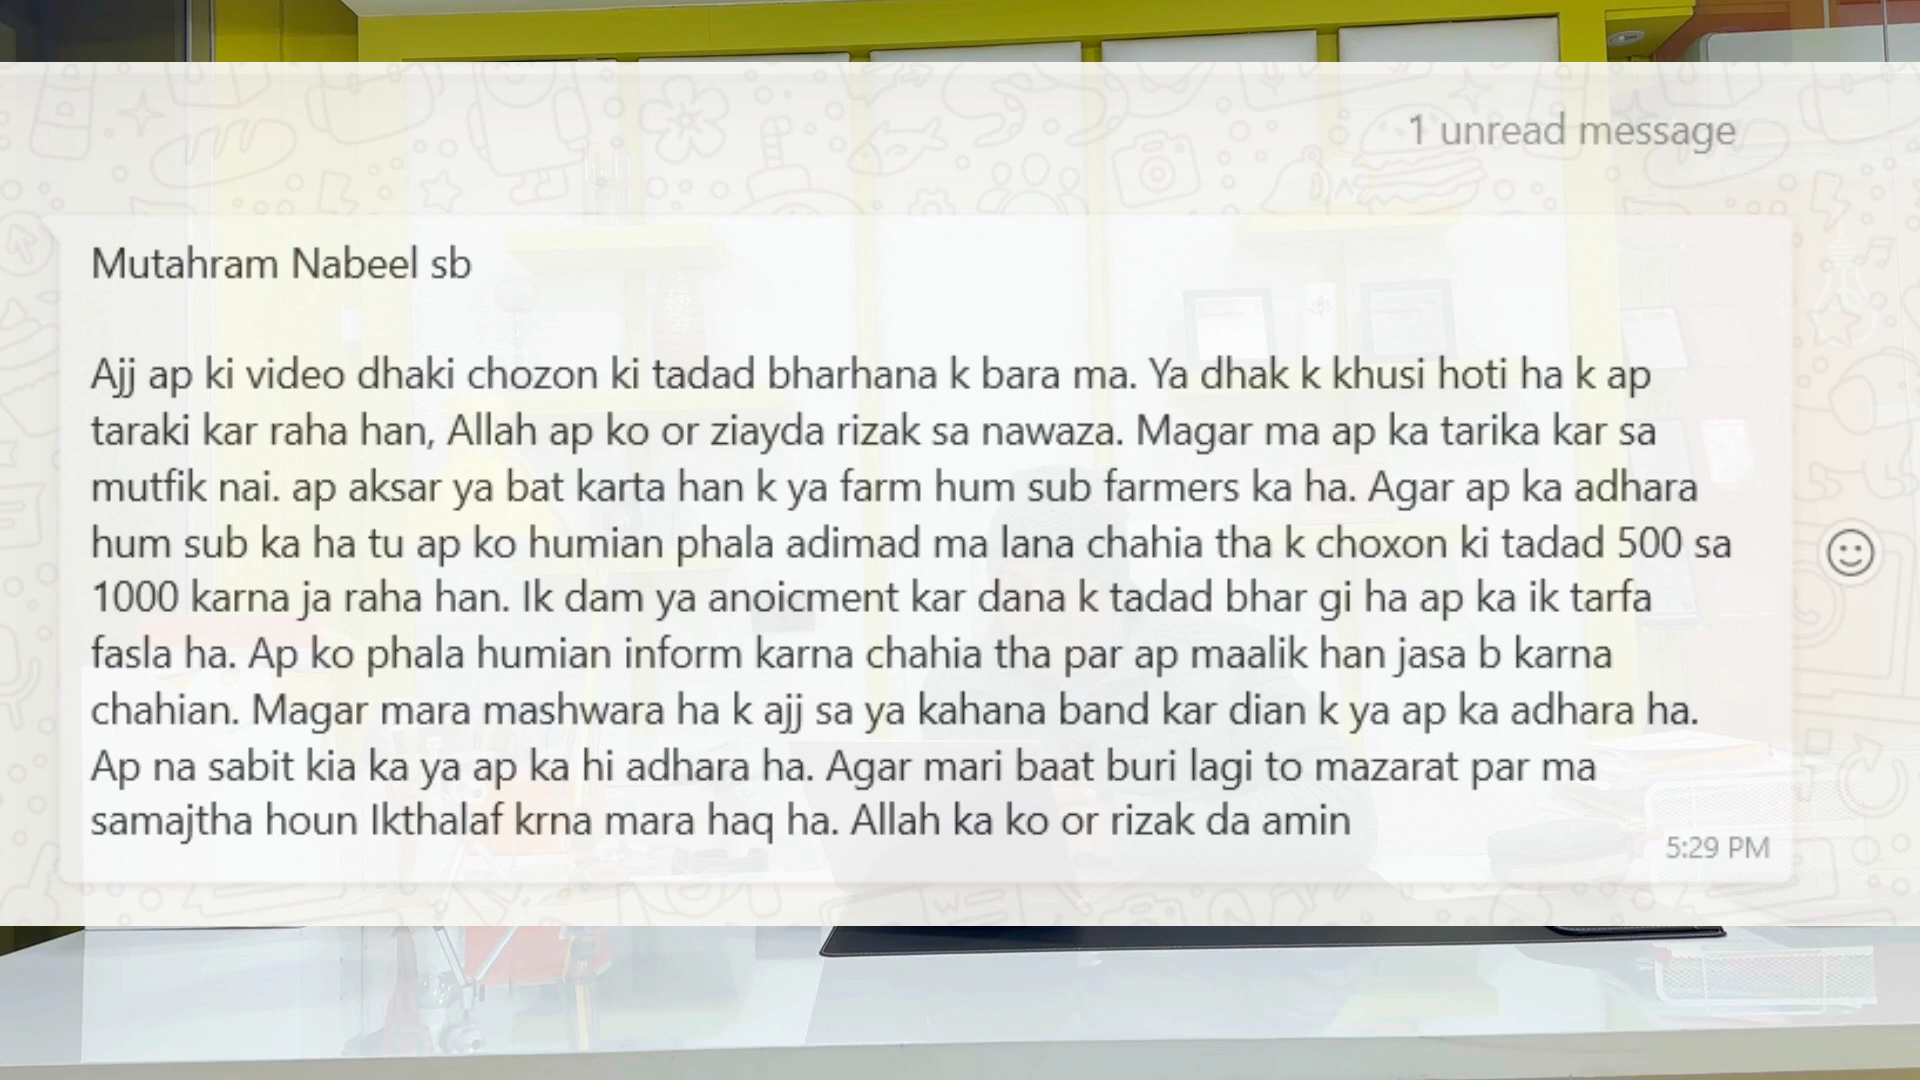 1 unread message
Mutahram Nabeel sb
Ajj ap ki video dhaki chozon ki tadad bharhana k bara ma. Ya dhak k khusi hoti ha k ap
taraki kar raha han, Allah ap ko or ziayda rizak sa nawaza. Magar ma ap ka tarika kar sa
mutfik nai. ap aksar ya bat karta han k ya farm hum sub farmers ka ha. Agar ap ka adhara
hum sub ka ha tu ap ko humian phala adimad ma lana chahia tha k choxon ki tadad 500 sa
1000 karna ja raha han. Ik dam ya anoicment kar dana k tadad bhar gi ha ap ka ik tarfa
fasla ha. Ap ko phala humian inform karna chahia tha par ap maalik han jasa b karna
chahian. Magar mara mashwara ha k ajj sa ya kahana band kar dian k ya ap ka adhara ha.
Ap na sabit kia ka ya ap ka hi adhara ha. Agar mari baat buri lagi to mazarat par ma
samajtha houn Ikthalaf krna mara haq ha. Allah ka ko or rizak da amin
5:29 PM